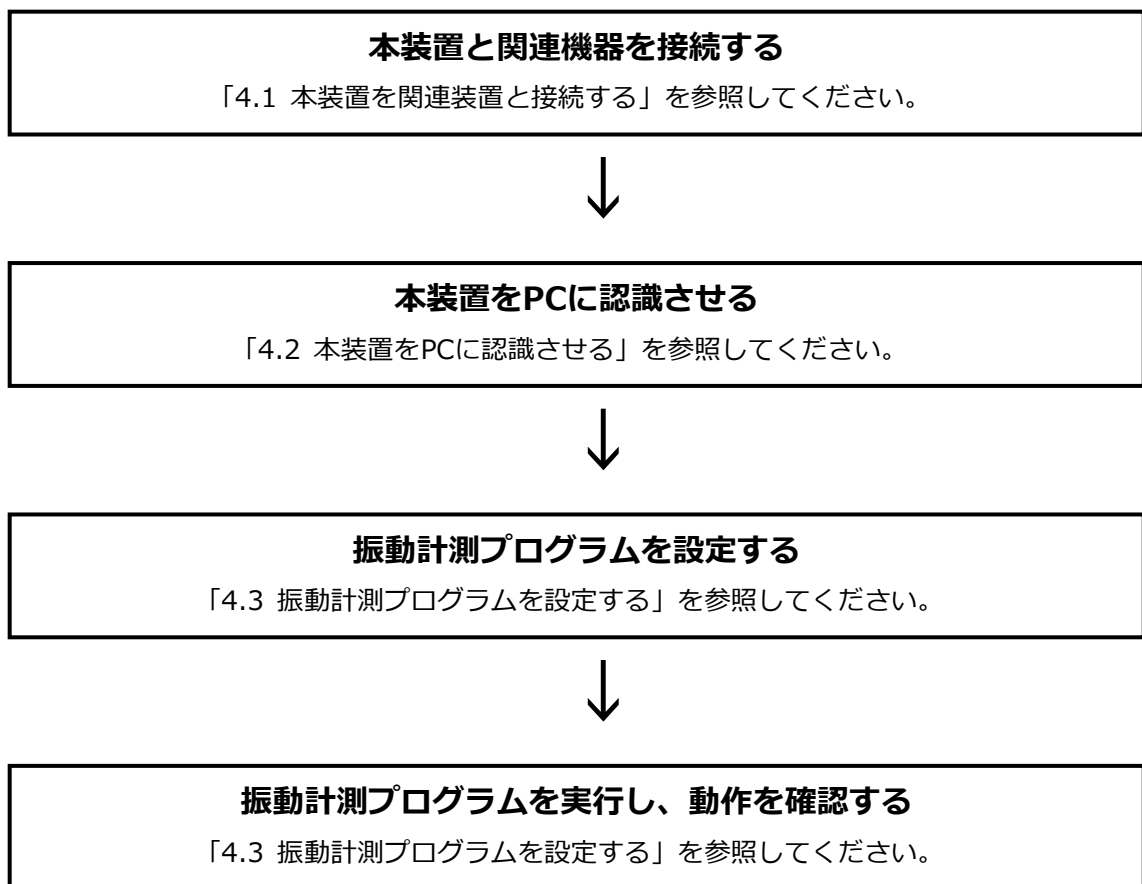 本装置と関連機器を接続する
「4.1 本装置を関連装置と接続する」を参照してください。
↓
本装置をPCに認識させる
「4.2 本装置をPCに認識させる」を参照してください。
↓
振動計測プログラムを設定する
「4.3 振動計測プログラムを設定する」を参照してください。
↓
振動計測プログラムを実行し、動作を確認する
「4.3 振動計測プログラムを設定する」を参照してください。